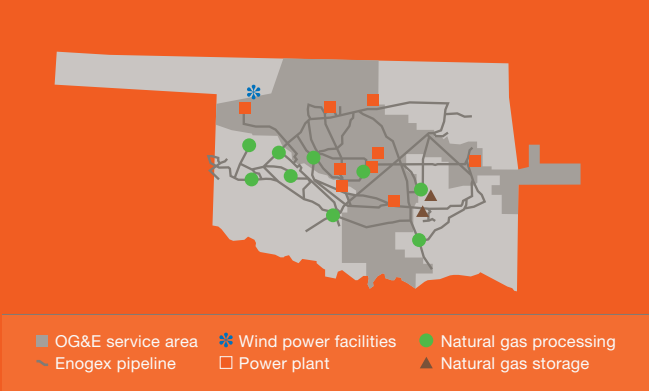 OG&E service area
Wind power facilities
Natural gas processing
Enogex pipeline
Power plant
Natural gas storage